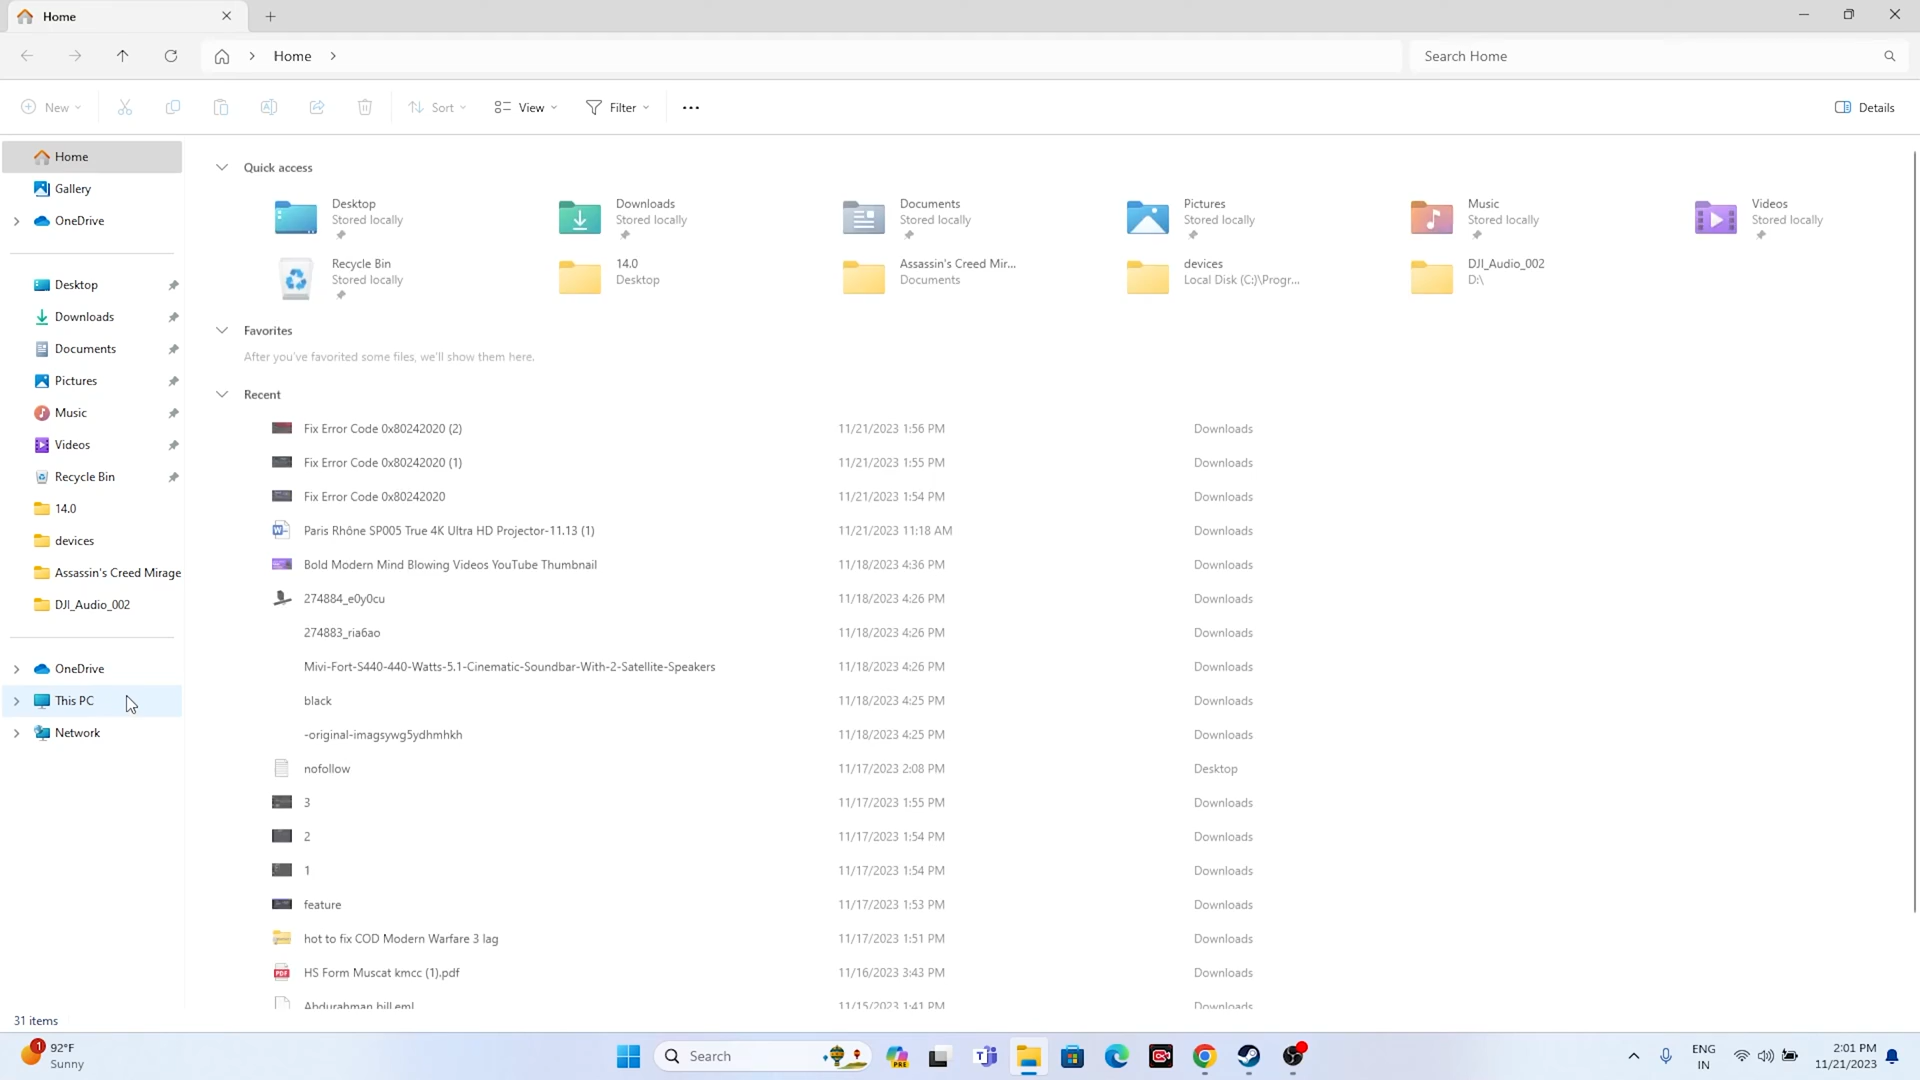 Home
Home
Search Home
New
Sort
View
Filter
Details
Home
Gallery
OneDrive
Desktop
Downloads
Documents
Pictures
Music
Videos
Recycle Bin
14.0
devices
Assassin's Creed Mirage
DJI_Audio_002
OneDrive
This PC
Network
Quick access
Desktop
Stored locally
Downloads
Stored locally
Documents
Stored locally
Pictures
Stored locally
Music
Stored locally
Videos
Stored locally
Recycle Bin
Stored locally
14.0
Desktop
Assassin's Creed Mir...
Documents
devices
Local Disk (C:)\Progr...
DJI_Audio_002
D:\
Favorites
After you've favorited some files, we'll show them here.
Recent
Fix Error Code 0x80242020 (2) 11/21/2023 1:56 PM Downloads
Fix Error Code 0x80242020 (1) 11/21/2023 1:55 PM Downloads
Fix Error Code 0x80242020 11/21/2023 1:54 PM Downloads
Paris Rhône SP005 True 4K Ultra HD Projector-11.13 (1) 11/21/2023 11:18 AM Downloads
Bold Modern Mind Blowing Videos YouTube Thumbnail 11/18/2023 4:36 PM Downloads
274884_e0y0cu 11/18/2023 4:26 PM Downloads
274883_ria6ao 11/18/2023 4:26 PM Downloads
Mivi-Fort-S440-440-Watts-5.1-Cinematic-Soundbar-With-2-Satellite-Speakers 11/18/2023 4:26 PM Downloads
black 11/18/2023 4:25 PM Downloads
-original-imagsywg5ydhmhkh 11/18/2023 4:25 PM Downloads
nofollow 11/17/2023 2:08 PM Desktop
3 11/17/2023 1:55 PM Downloads
2 11/17/2023 1:54 PM Downloads
1 11/17/2023 1:54 PM Downloads
feature 11/17/2023 1:53 PM Downloads
hot to fix COD Modern Warfare 3 lag 11/17/2023 1:51 PM Downloads
HS Form Muscat kmcc (1).pdf 11/16/2023 3:43 PM Downloads
Abdurahman bill.eml 11/15/2023 1:41 PM Downloads
31 items
1
92°F
Sunny
Search
PRE
ENG
IN
2:01 PM
11/21/2023